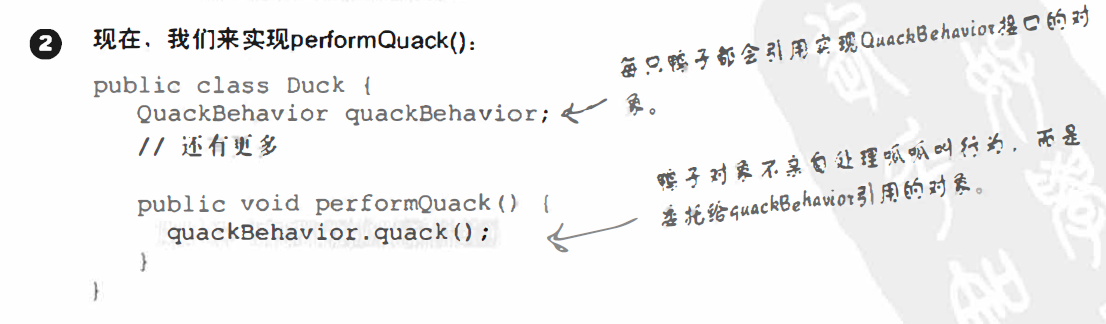 2 现在，我们来实现performQuack():
每只鸭子都会引用实现QuackBehavior接口的对
象。
public class Duck {
QuackBehavior quackBehavior;
// 还有更多
鸭子对象不亲自处理呱呱叫行为，而是
委托给quackBehavior引用的对象。
public void performQuack() {
quackBehavior.quack();
}
}